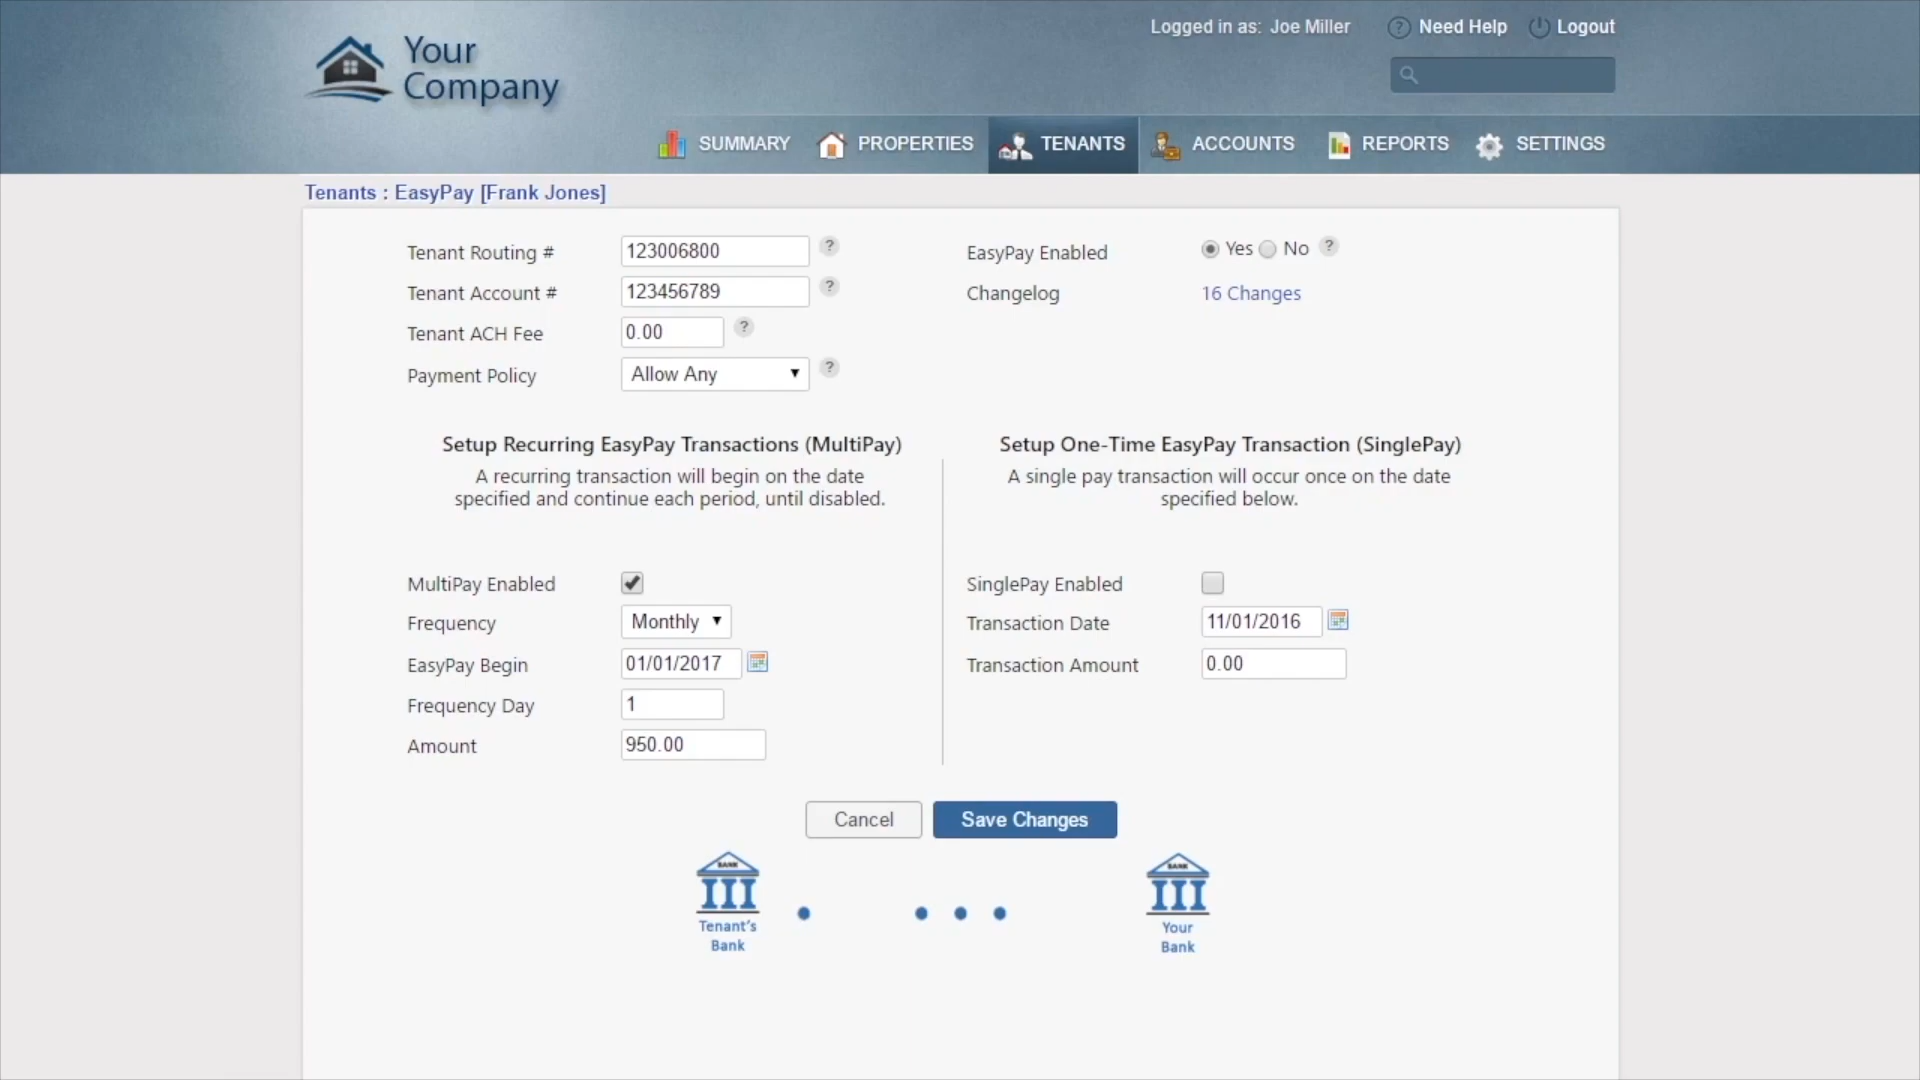 Your
Company
Logged in as: Joe Miller
Need Help
Logout
SUMMARY
PROPERTIES
TENANTS
ACCOUNTS
REPORTS
SETTINGS
Tenants : EasyPay [Frank Jones]
Tenant Routing # 123006800 ?
EasyPay Enabled Yes No ?
Tenant Account # 123456789 ?
Changelog 16 Changes
Tenant ACH Fee 0.00 ?
Payment Policy Allow Any ?
Setup Recurring EasyPay Transactions (MultiPay)
A recurring transaction will begin on the date
specified and continue each period, until disabled.
Setup One-Time EasyPay Transaction (SinglePay)
A single pay transaction will occur once on the date
specified below.
MultiPay Enabled
Frequency Monthly
EasyPay Begin 01/01/2017
Frequency Day 1
Amount 950.00
SinglePay Enabled
Transaction Date 11/01/2016
Transaction Amount 0.00
Cancel
Save Changes
BANK
Tenant's
Bank
BANK
Your
Bank